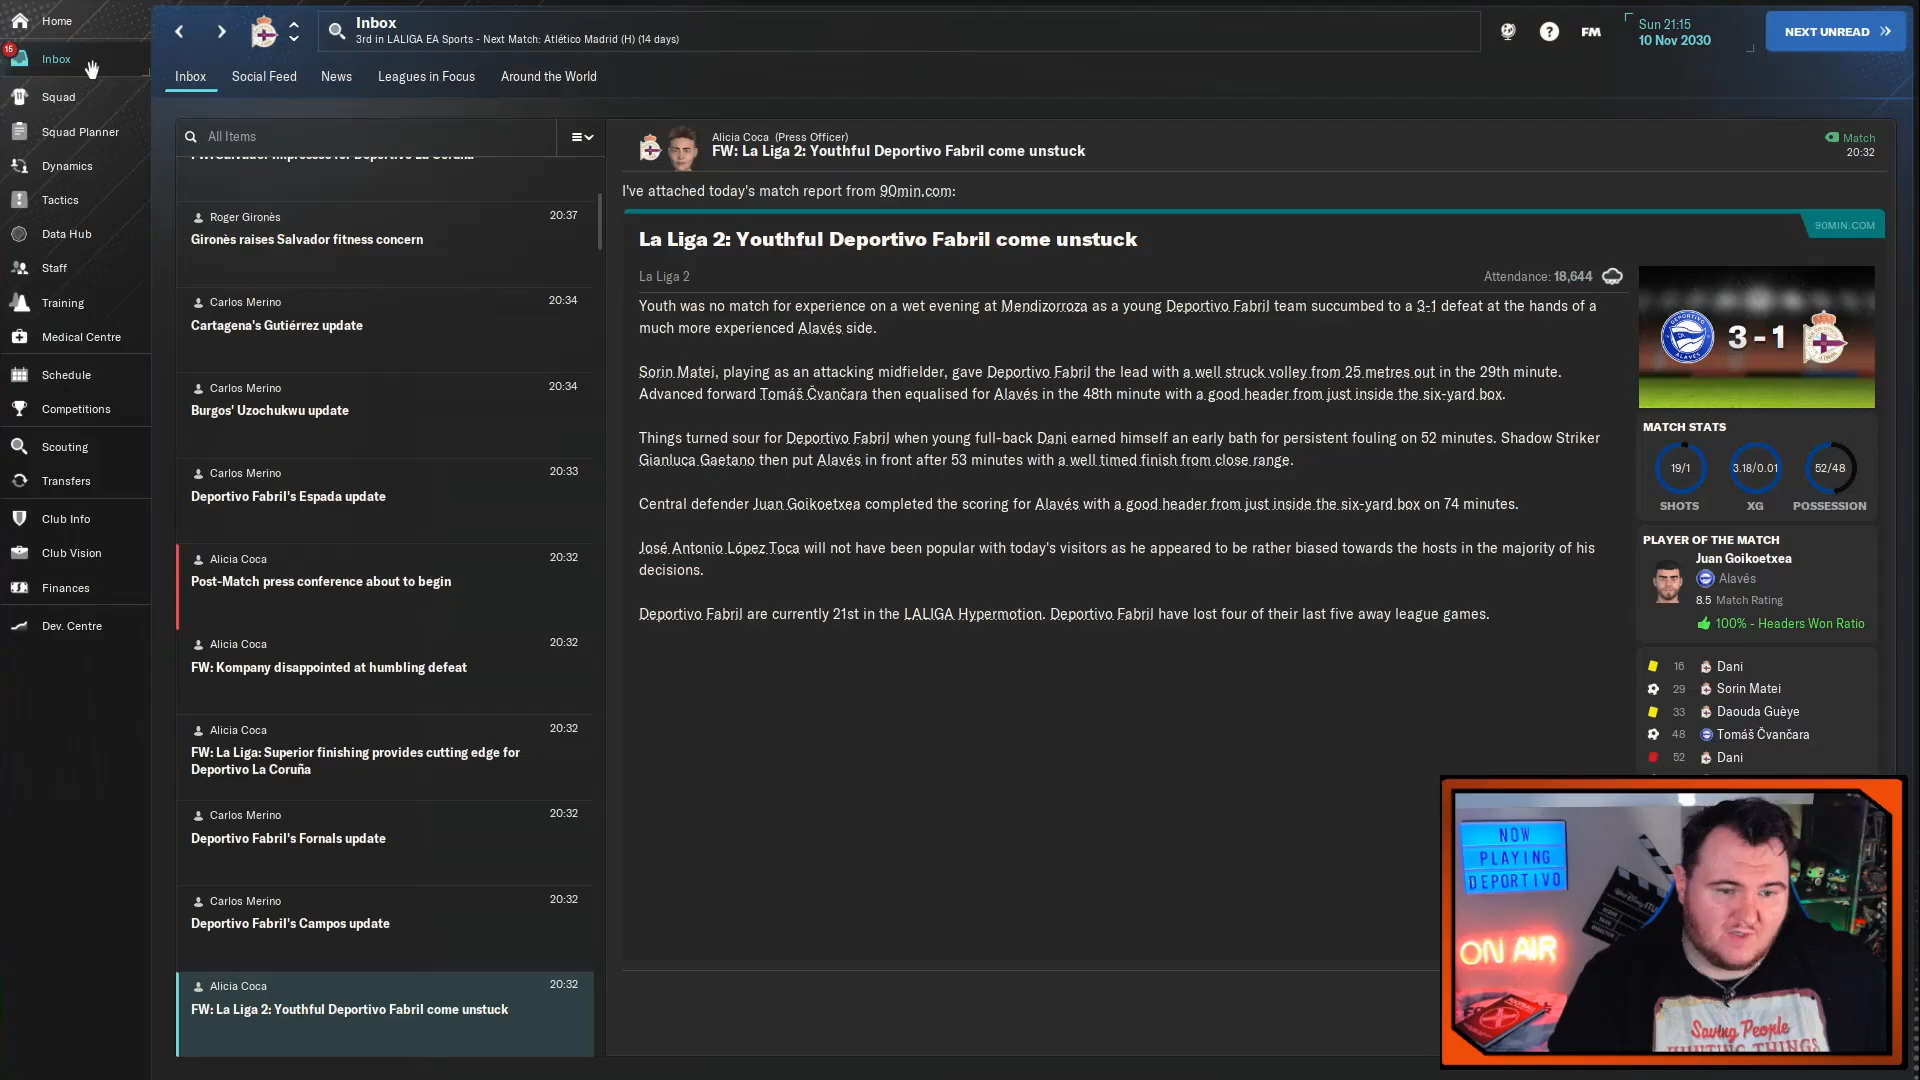 Home
Inbox
3rd in LALIGA EA Sports - Next Match: Atlético Madrid (H) (14 days)
FM
Sun 21:15
10 Nov 2030
NEXT UNREAD
15
Inbox
Squad
Squad Planner
Dynamics
Tactics
Data Hub
Staff
Training
Medical Centre
Schedule
Competitions
Scouting
Transfers
Club Info
Club Vision
Finances
Dev. Centre
Inbox Social Feed News Leagues in Focus Around the World
All Items
Roger Gironès 20:37
Gironès raises Salvador fitness concern
Carlos Merino 20:34
Cartagena's Gutiérrez update
Carlos Merino 20:34
Burgos' Uzochukwu update
Carlos Merino 20:33
Deportivo Fabril's Espada update
Alicia Coca 20:32
Post-Match press conference about to begin
Alicia Coca 20:32
FW: Kompany disappointed at humbling defeat
Alicia Coca 20:32
FW: La Liga: Superior finishing provides cutting edge for
Deportivo La Coruña
Carlos Merino 20:32
Deportivo Fabril's Fornals update
Carlos Merino 20:32
Deportivo Fabril's Campos update
Alicia Coca 20:32
FW: La Liga 2: Youthful Deportivo Fabril come unstuck
Alicia Coca (Press Officer)
FW: La Liga 2: Youthful Deportivo Fabril come unstuck
Match
20:32
I've attached today's match report from 90min.com:
90MIN.COM
La Liga 2: Youthful Deportivo Fabril come unstuck
La Liga 2 Attendance: 18,644
Youth was no match for experience on a wet evening at Mendizorroza as a young Deportivo Fabril team succumbed to a 3-1 defeat at the hands of a
much more experienced Alavés side.
Sorin Matei, playing as an attacking midfielder, gave Deportivo Fabril the lead with a well struck volley from 25 metres out in the 29th minute.
Advanced forward Tomáš Čvančara then equalised for Alavés in the 48th minute with a good header from just inside the six-yard box.
Things turned sour for Deportivo Fabril when young full-back Dani earned himself an early bath for persistent fouling on 52 minutes. Shadow Striker
Gianluca Gaetano then put Alavés in front after 53 minutes with a well timed finish from close range.
Central defender Juan Goikoetxea completed the scoring for Alavés with a good header from just inside the six-yard box on 74 minutes.
José Antonio López Toca will not have been popular with today's visitors as he appeared to be rather biased towards the hosts in the majority of his
decisions.
Deportivo Fabril are currently 21st in the LALIGA Hypermotion. Deportivo Fabril have lost four of their last five away league games.
3 - 1
MATCH STATS
19/1 3.18/0.01 52/48
SHOTS XG POSSESSION
PLAYER OF THE MATCH
Juan Goikoetxea
Alavés
8.5 Match Rating
100% - Headers Won Ratio
16 Dani
29 Sorin Matei
33 Daouda Guèye
48 Tomáš Čvančara
52 Dani
NOW
PLAYING
DEPORTIVO
ON AIR
Saving People
HUNTING THINGS